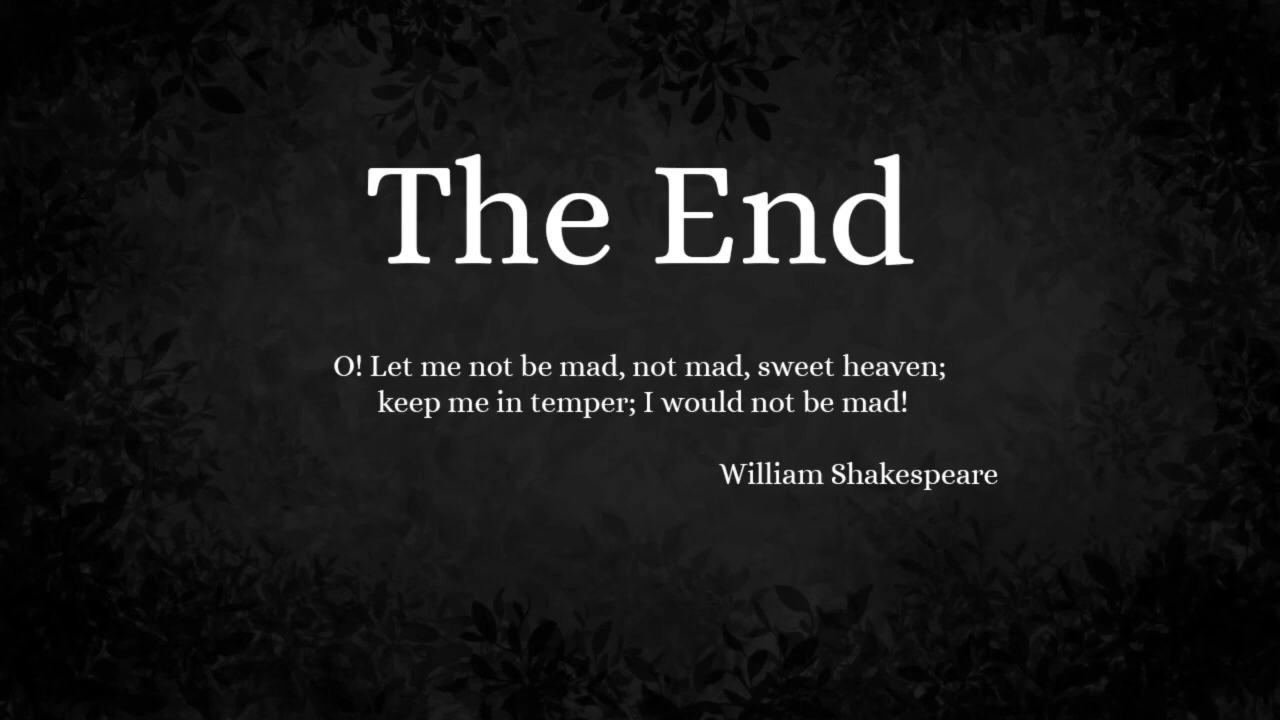 The End
O! Let me not be mad, not mad, sweet heaven;
keep me in temper; I would not be mad!
William Shakespeare